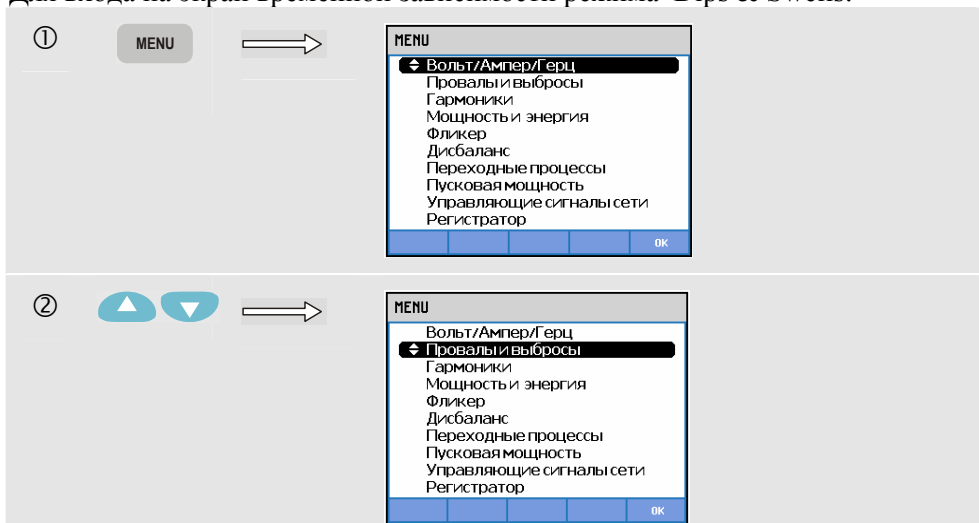 Для входа на экран временной зависимости режима Dips & Swells:
① MENU
MENU
Вольт/Ампер/Герц
Провалы и выбросы
Гармоники
Мощность и энергия
Фликер
Дисбаланс
Переходные процессы
Пусковая мощность
Управляющие сигналы сети
Регистратор
OK
②
MENU
Вольт/Ампер/Герц
Провалы и выбросы
Гармоники
Мощность и энергия
Фликер
Дисбаланс
Переходные процессы
Пусковая мощность
Управляющие сигналы сети
Регистратор
OK